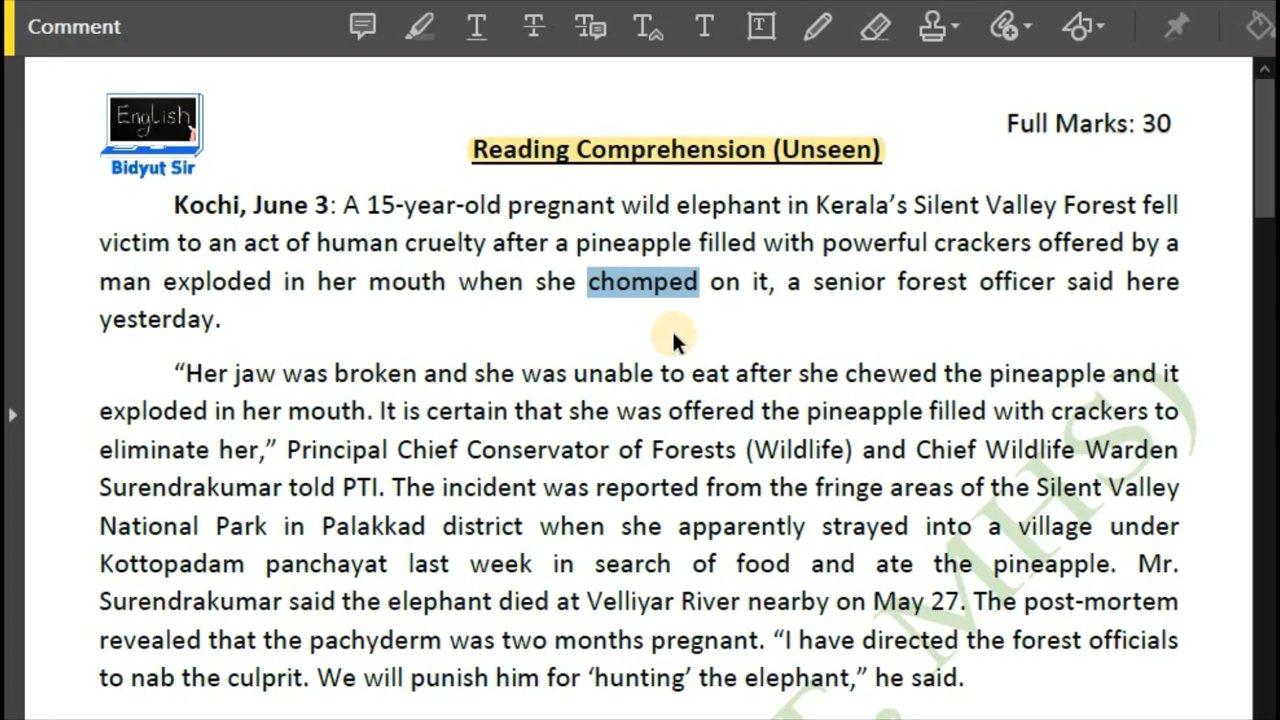 Comment
English
Bidyut Sir
Full Marks: 30
Reading Comprehension (Unseen)
Kochi, June 3: A 15-year-old pregnant wild elephant in Kerala’s Silent Valley Forest fell
victim to an act of human cruelty after a pineapple filled with powerful crackers offered by a
man exploded in her mouth when she chomped on it, a senior forest officer said here
yesterday.
“Her jaw was broken and she was unable to eat after she chewed the pineapple and it
exploded in her mouth. It is certain that she was offered the pineapple filled with crackers to
eliminate her,” Principal Chief Conservator of Forests (Wildlife) and Chief Wildlife Warden
Surendrakumar told PTI. The incident was reported from the fringe areas of the Silent Valley
National Park in Palakkad district when she apparently strayed into a village under
Kottopadam panchayat last week in search of food and ate the pineapple. Mr.
Surendrakumar said the elephant died at Velliyar River nearby on May 27. The post-mortem
revealed that the pachyderm was two months pregnant. “I have directed the forest officials
to nab the culprit. We will punish him for ‘hunting’ the elephant,” he said.
MHS)